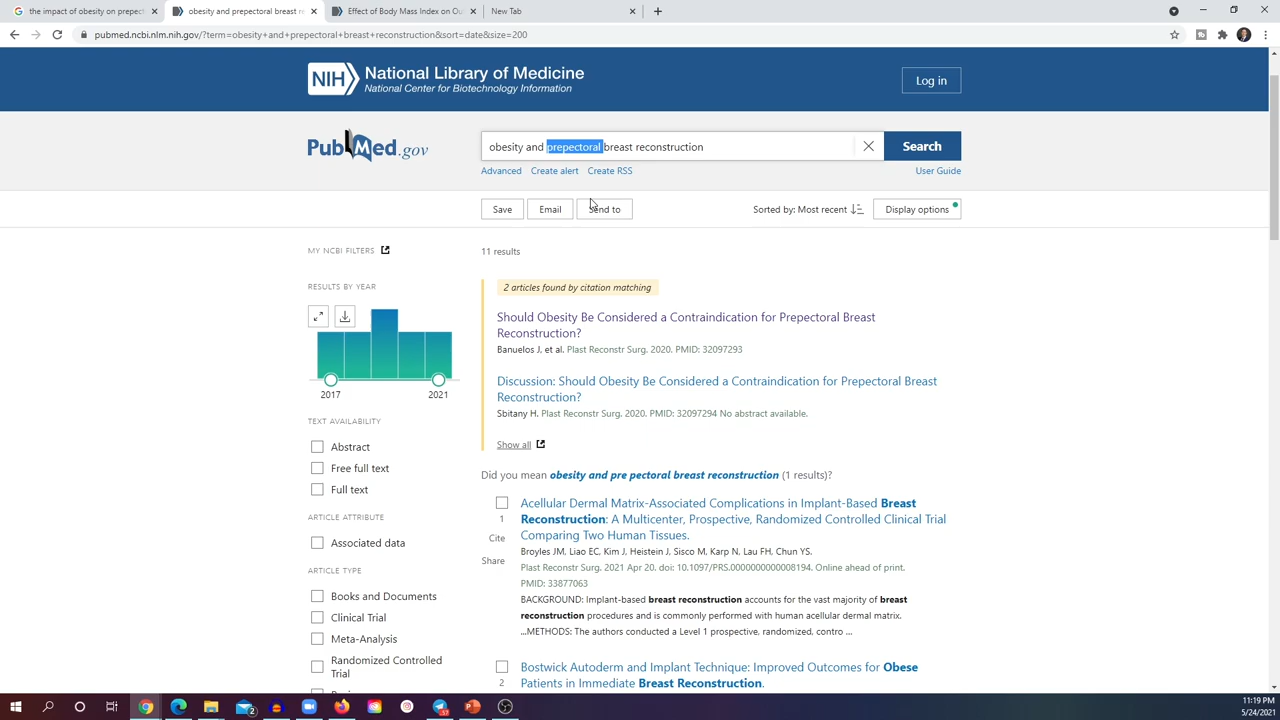 the impact of obesity on prepect
obesity and prepectoral breast re
Effect of Body Mass Index on Ou
New Tab
pubmed.ncbi.nlm.nih.gov/?term=obesity+and+prepectoral+breast+reconstruction&sort=date&size=200
NIH
National Library of Medicine
National Center for Biotechnology Information
Log in
PubMed.gov
obesity and prepectoral breast reconstruction
Search
Advanced
Create alert
Create RSS
User Guide
Save
Email
Send to
Sorted by: Most recent
Display options
MY NCBI FILTERS
11 results
RESULTS BY YEAR
2017
2021
2 articles found by citation matching
Should Obesity Be Considered a Contraindication for Prepectoral Breast
Reconstruction?
Banuelos J, et al. Plast Reconstr Surg. 2020. PMID: 32097293
Discussion: Should Obesity Be Considered a Contraindication for Prepectoral Breast
Reconstruction?
Sbitany H. Plast Reconstr Surg. 2020. PMID: 32097294 No abstract available.
Show all
TEXT AVAILABILITY
Abstract
Free full text
Full text
ARTICLE ATTRIBUTE
Associated data
ARTICLE TYPE
Books and Documents
Clinical Trial
Meta-Analysis
Randomized Controlled
Trial
Did you mean obesity and pre pectoral breast reconstruction (1 results)?
1
Cite
Share
Acellular Dermal Matrix-Associated Complications in Implant-Based Breast
Reconstruction: A Multicenter, Prospective, Randomized Controlled Clinical Trial
Comparing Two Human Tissues.
Broyles JM, Liao EC, Kim J, Heistein J, Sisco M, Karp N, Lau FH, Chun YS.
Plast Reconstr Surg. 2021 Apr 20. doi: 10.1097/PRS.0000000000008194. Online ahead of print.
PMID: 33877063
BACKGROUND: Implant-based breast reconstruction accounts for the vast majority of breast
reconstruction procedures and is commonly performed with human acellular dermal matrix.
...METHODS: The authors conducted a Level 1 prospective, randomized, contro ...
2
Bostwick Autoderm and Implant Technique: Improved Outcomes for Obese
Patients in Immediate Breast Reconstruction.
11:19 PM
5/24/2021